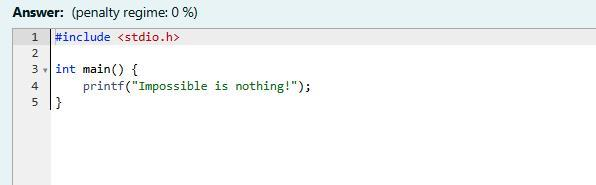 Answer: (penalty regime: 0 %)
1 #include <stdio.h>
2
3 int main() {
4     printf("Impossible is nothing!");
5 }